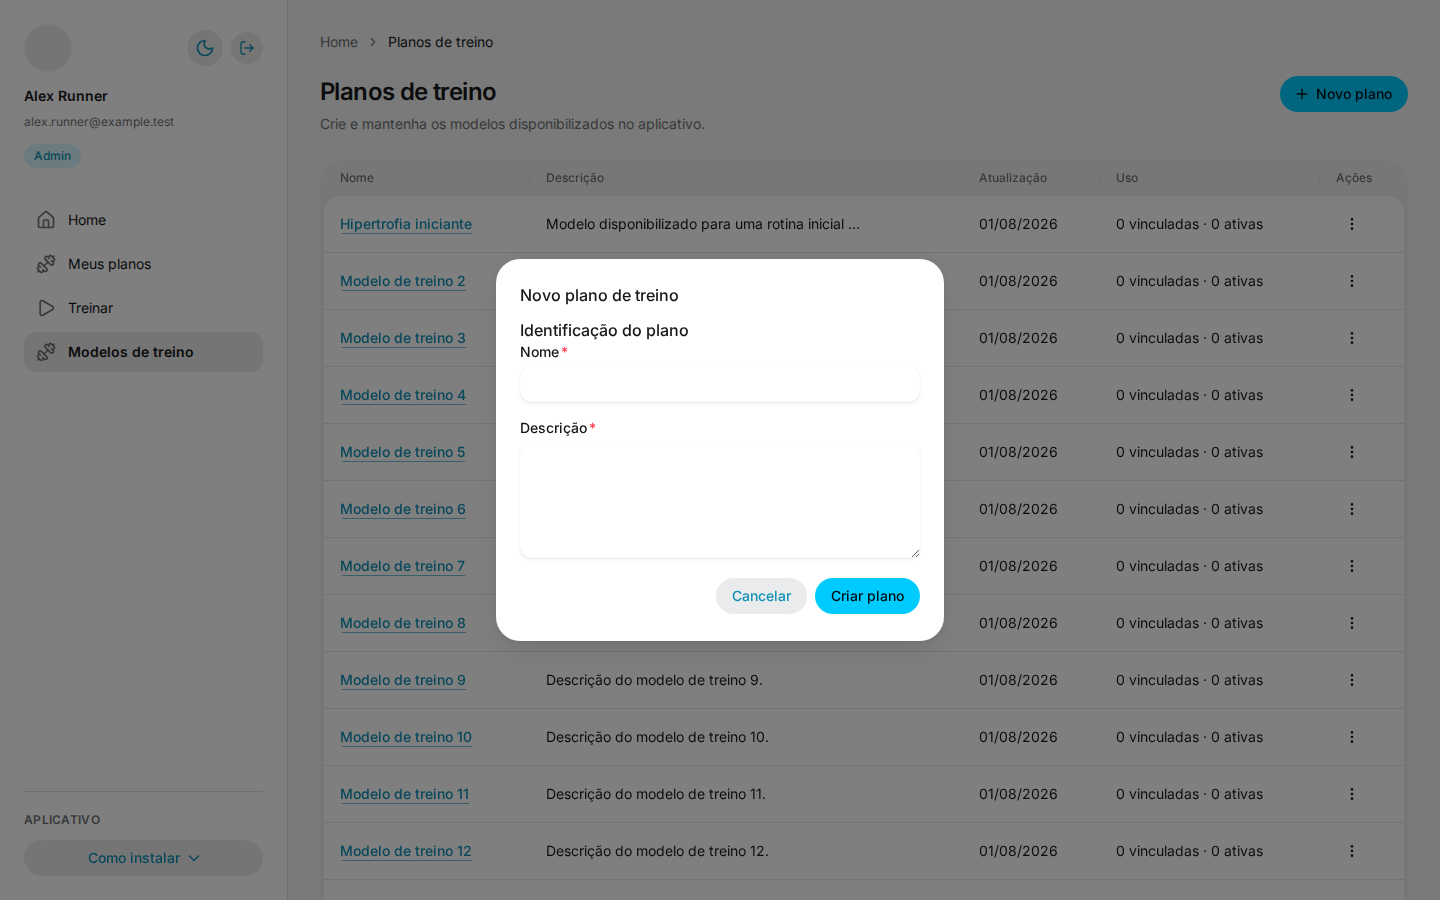 Alex Runner
alex.runner@example.test
Admin
Home
Meus planos
Treinar
Modelos de treino
APLICATIVO
Como instalar
Home > Planos de treino
Planos de treino
Crie e mantenha os modelos disponibilizados no aplicativo.
+ Novo plano
Nome Descrição Atualização Uso Ações
Hipertrofia iniciante Modelo disponibilizado para uma rotina inicial ... 01/08/2026 0 vinculadas · 0 ativas
Modelo de treino 2 01/08/2026 0 vinculadas · 0 ativas
Modelo de treino 3 01/08/2026 0 vinculadas · 0 ativas
Modelo de treino 4 01/08/2026 0 vinculadas · 0 ativas
Modelo de treino 5 01/08/2026 0 vinculadas · 0 ativas
Modelo de treino 6 01/08/2026 0 vinculadas · 0 ativas
Modelo de treino 7 01/08/2026 0 vinculadas · 0 ativas
Modelo de treino 8 01/08/2026 0 vinculadas · 0 ativas
Modelo de treino 9 Descrição do modelo de treino 9. 01/08/2026 0 vinculadas · 0 ativas
Modelo de treino 10 Descrição do modelo de treino 10. 01/08/2026 0 vinculadas · 0 ativas
Modelo de treino 11 Descrição do modelo de treino 11. 01/08/2026 0 vinculadas · 0 ativas
Modelo de treino 12 Descrição do modelo de treino 12. 01/08/2026 0 vinculadas · 0 ativas
Novo plano de treino
Identificação do plano
Nome *
Descrição *
Cancelar
Criar plano